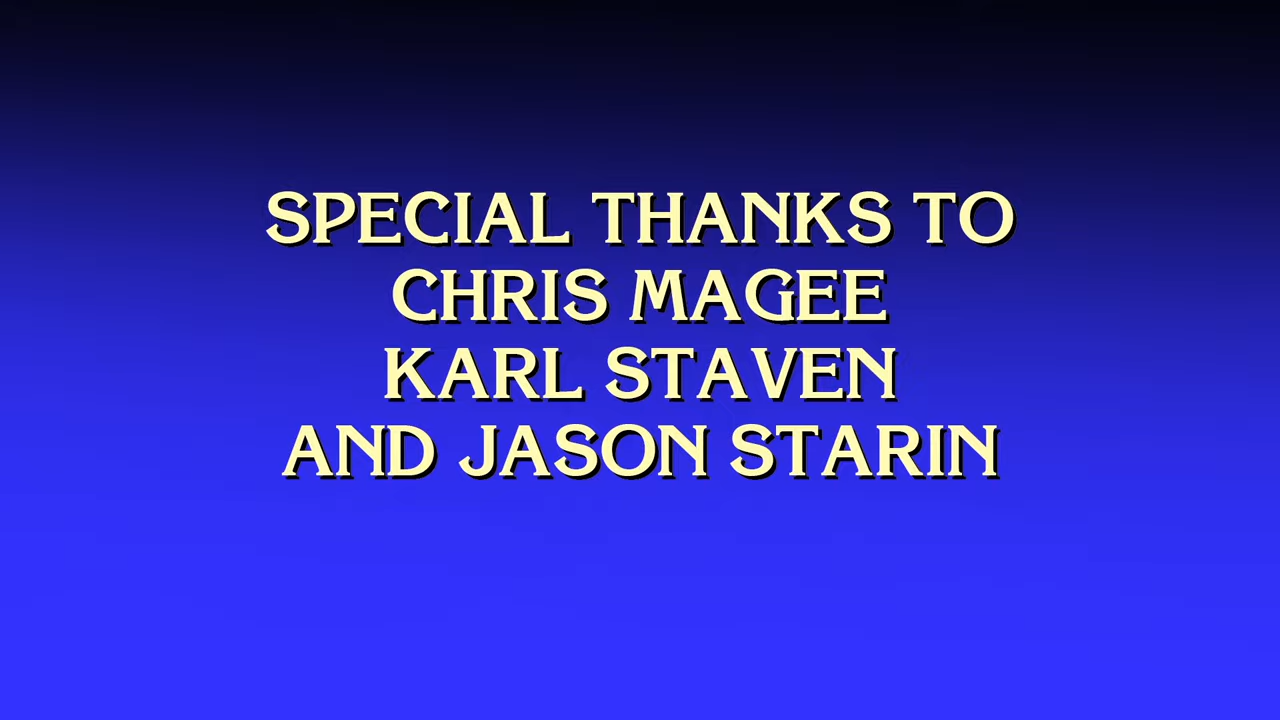 SPECIAL THANKS TO
CHRIS MAGEE
KARL STAVEN
AND JASON STARIN